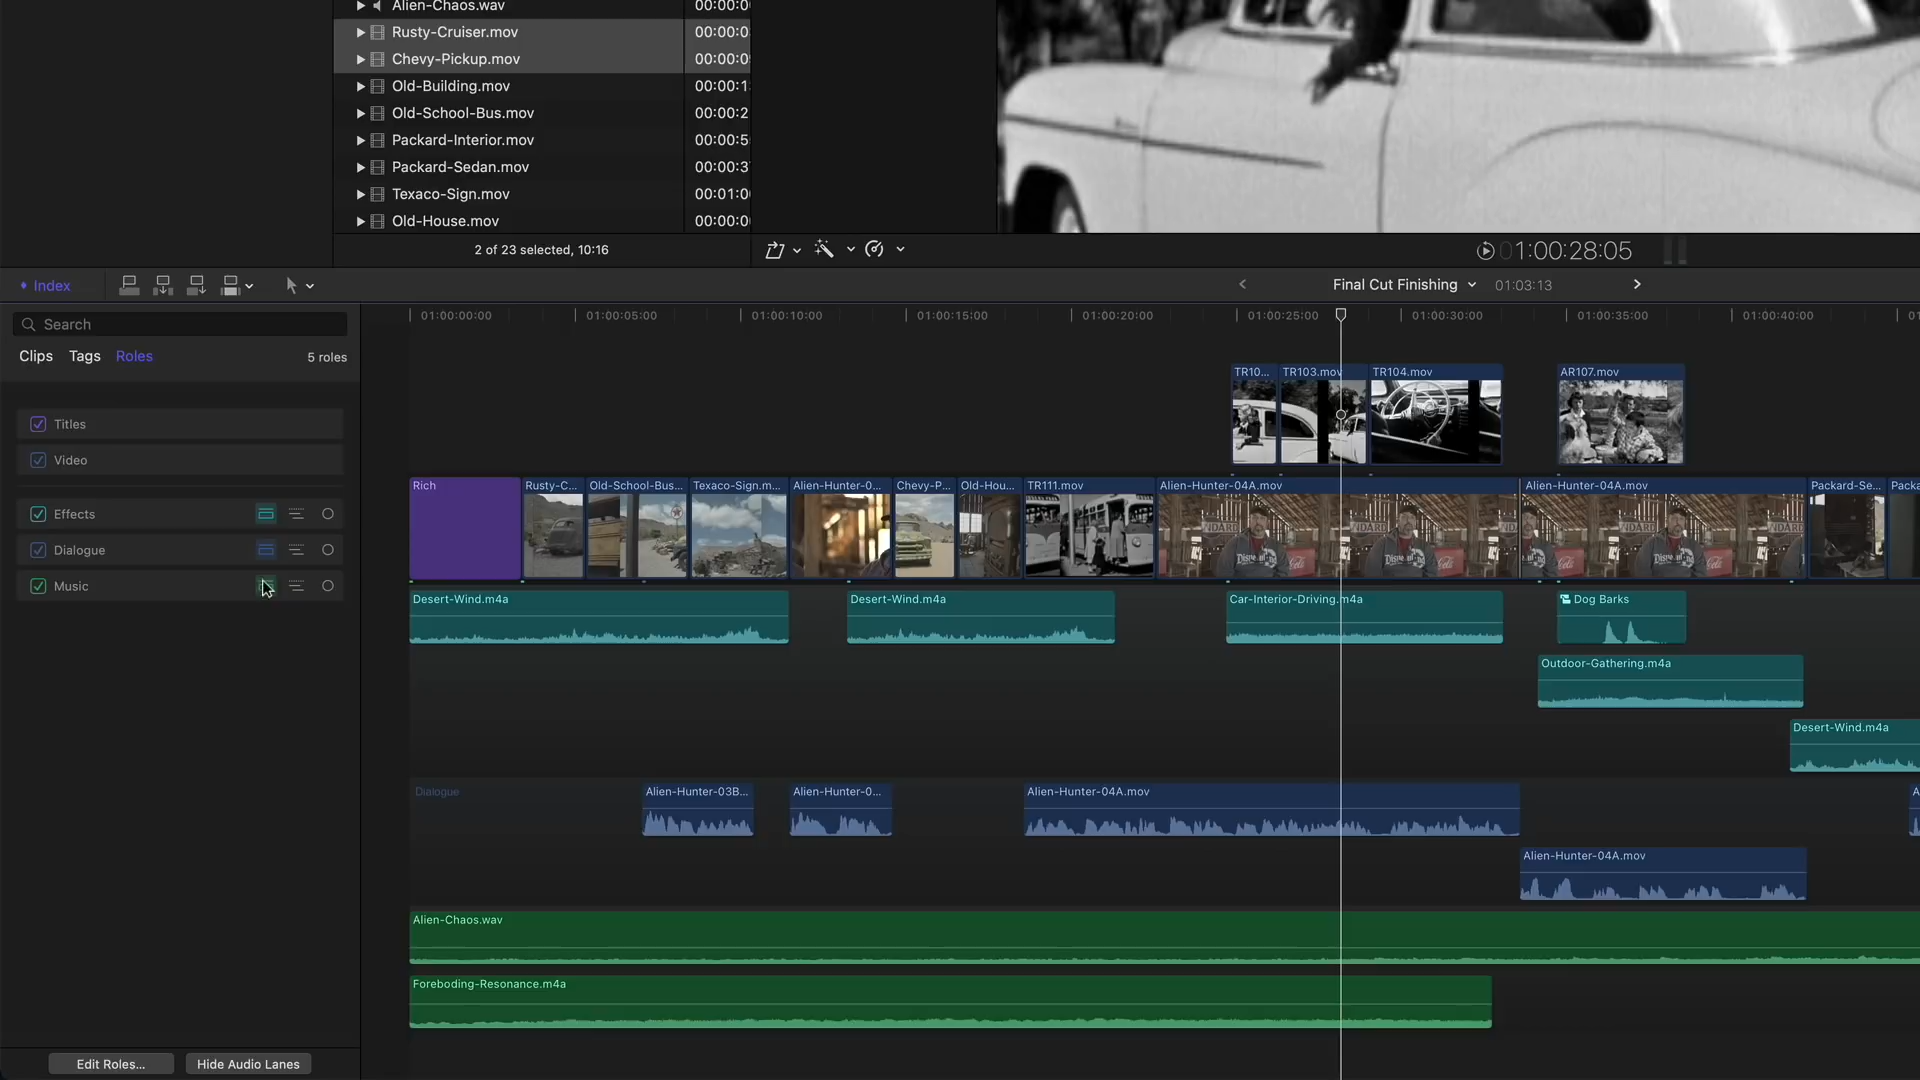 Alien-Chaos.wav 00:00:0
Rusty-Cruiser.mov 00:00:0
Chevy-Pickup.mov 00:00:0
Old-Building.mov 00:00:1
Old-School-Bus.mov 00:00:2
Packard-Interior.mov 00:00:5
Packard-Sedan.mov 00:00:3
Texaco-Sign.mov 00:01:0
Old-House.mov 00:00:0
2 of 23 selected, 10:16
01:00:28:05
Index
Final Cut Finishing 01:03:13
Search
01:00:00:00 01:00:05:00 01:00:10:00 01:00:15:00 01:00:20:00 01:00:25:00 01:00:30:00 01:00:35:00 01:00:40:00
Clips Tags Roles 5 roles
TR10... TR103.mov TR104.mov AR107.mov
Titles
Video
Rich Rusty-C... Old-School-Bus... Texaco-Sign.m... Alien-Hunter-0... Chevy-P... Old-Hou... TR111.mov Alien-Hunter-04A.mov Alien-Hunter-04A.mov Packard-Se... Packa
Effects
Dialogue
Music
Desert-Wind.m4a Desert-Wind.m4a Car-Interior-Driving.m4a Dog Barks
Outdoor-Gathering.m4a
Desert-Wind.m4a
Dialogue Alien-Hunter-03B... Alien-Hunter-0... Alien-Hunter-04A.mov A
Alien-Hunter-04A.mov
Alien-Chaos.wav
Foreboding-Resonance.m4a
Edit Roles... Hide Audio Lanes